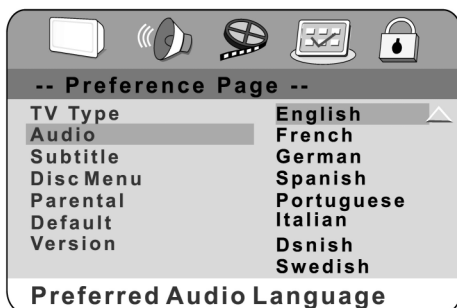 -- Preference Page --
TV Type
Audio
Subtitle
Disc Menu
Parental
Default
Version
English
French
German
Spanish
Portuguese
Italian
Dsnish
Swedish
Preferred Audio Language